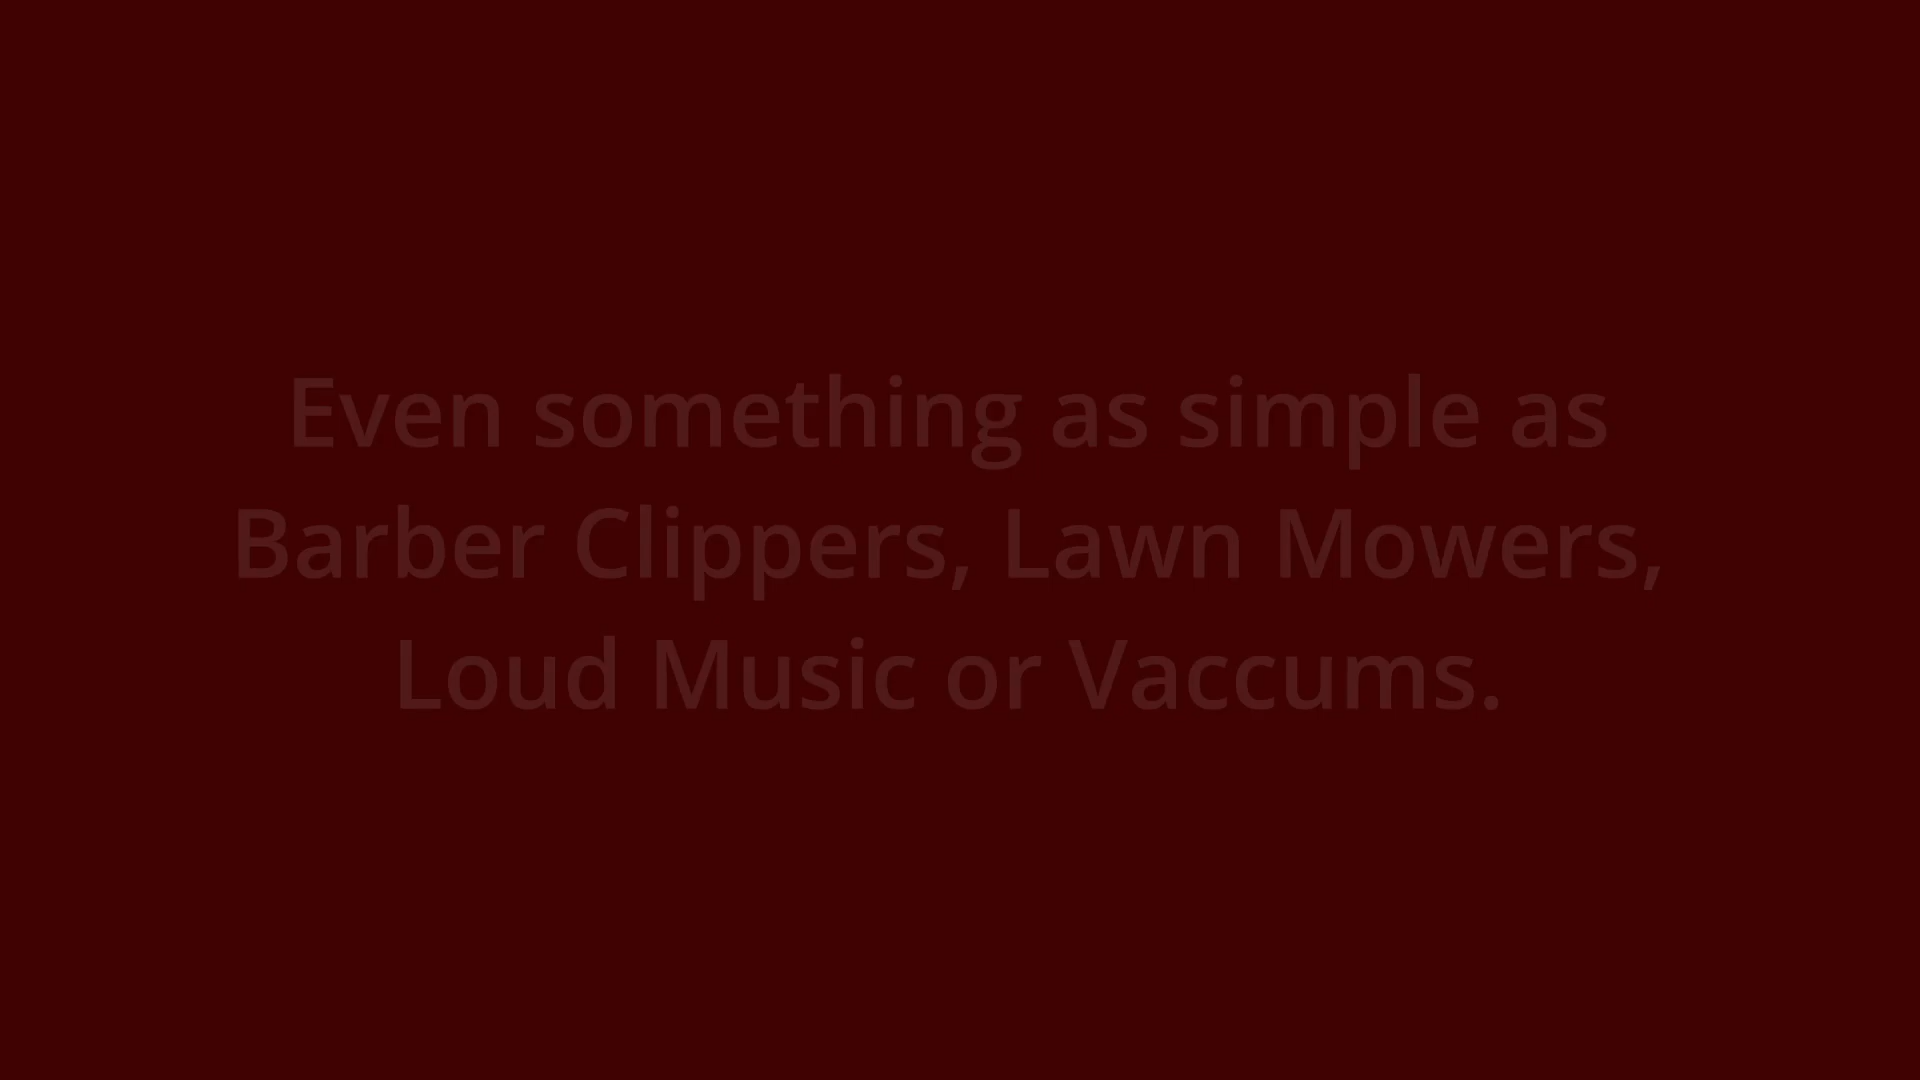 Even something as simple as
Barber Clippers, Lawn Mowers,
Loud Music or Vaccums.